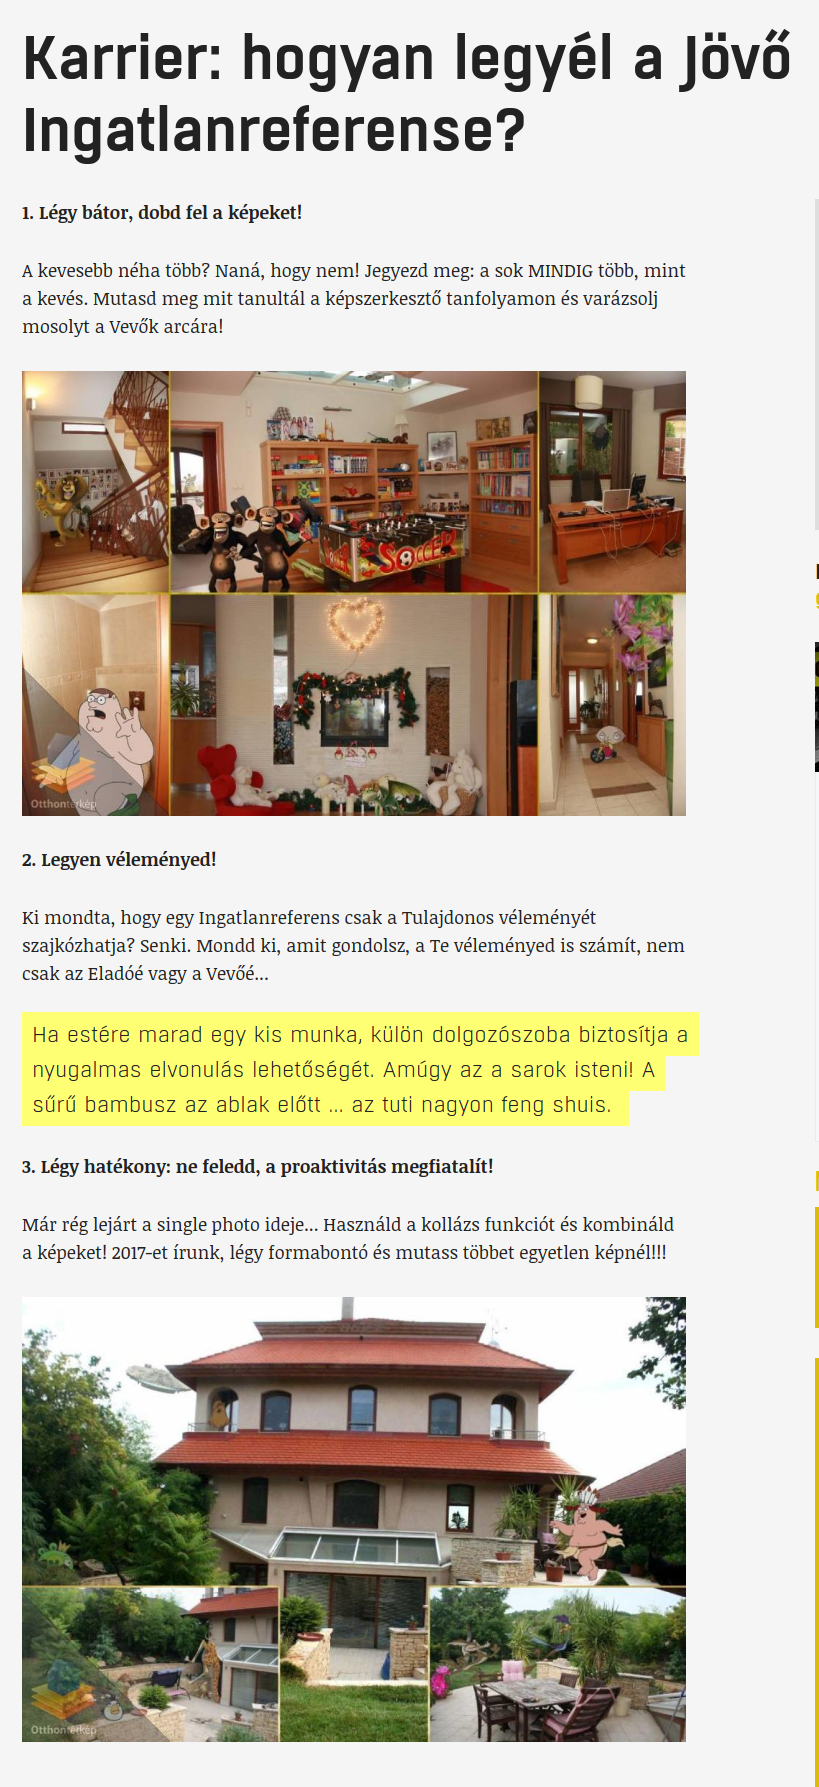 Karrier: hogyan legyél a Jövő
Ingatlanreferense?
1. Légy bátor, dobd fel a képeket!
A kevesebb néha több? Naná, hogy nem! Jegyezd meg: a sok MINDIG több, mint
a kevés. Mutasd meg mit tanultál a képszerkesztő tanfolyamon és varázsolj
mosolyt a Vevők arcára!
SOCCER
SOCCER
Otthontérkép
2. Legyen véleményed!
Ki mondta, hogy egy Ingatlanreferens csak a Tulajdonos véleményét
szajkózhatja? Senki. Mondd ki, amit gondolsz, a Te véleményed is számít, nem
csak az Eladóé vagy a Vevőé...
Ha estére marad egy kis munka, külön dolgozószoba biztosítja a
nyugalmas elvonulás lehetőségét. Amúgy az a sarok isteni! A
sűrű bambusz az ablak előtt ... az tuti nagyon feng shuis.
3. Légy hatékony: ne feledd, a proaktivitás megfiatalít!
Már rég lejárt a single photo ideje... Használd a kollázs funkciót és kombináld
a képeket! 2017-et írunk, légy formabontó és mutass többet egyetlen képnél!!!
Otthontérkép